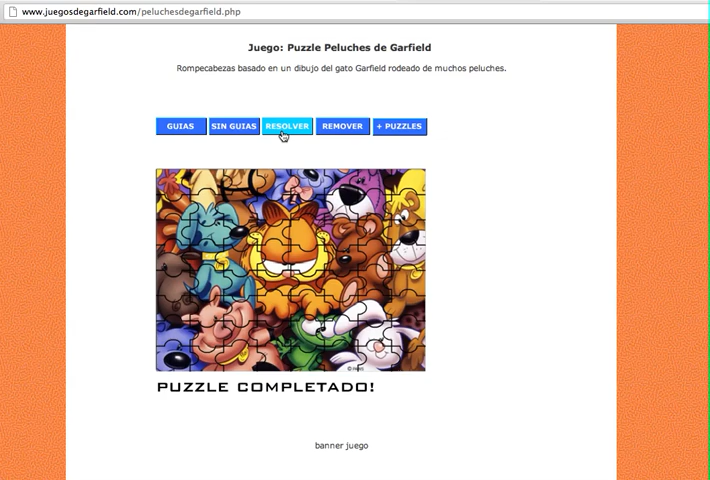 www.juegosdegarfield.com/peluchesdegarfield.php
Juego: Puzzle Peluches de Garfield
Rompecabezas basado en un dibujo del gato Garfield rodeado de muchos peluches.
GUIAS SIN GUIAS RESOLVER REMOVER + PUZZLES
PUZZLE COMPLETADO!
banner juego